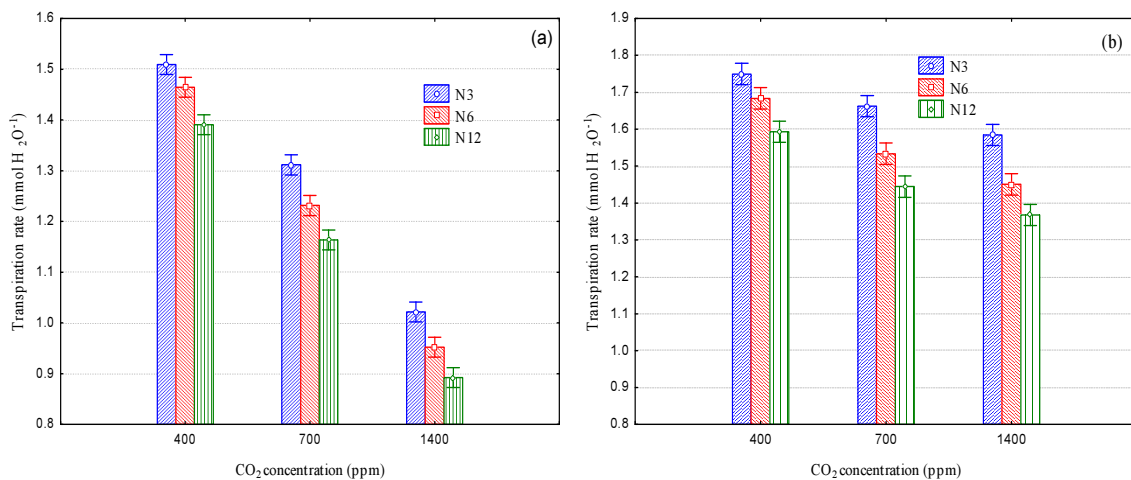 (a)
Transpiration rate (mmol H ₂O⁻¹)
1.6
1.5
1.4
1.3
1.2
1.1
1.0
0.9
0.8
N3
N6
N12
400 700 1400
CO₂ concentration (ppm)
(b)
Transpiration rate (mmol H ₂O⁻¹)
1.9
1.8
1.7
1.6
1.5
1.4
1.3
1.2
1.1
1.0
0.9
0.8
N3
N6
N12
400 700 1400
CO₂ concentration (ppm)